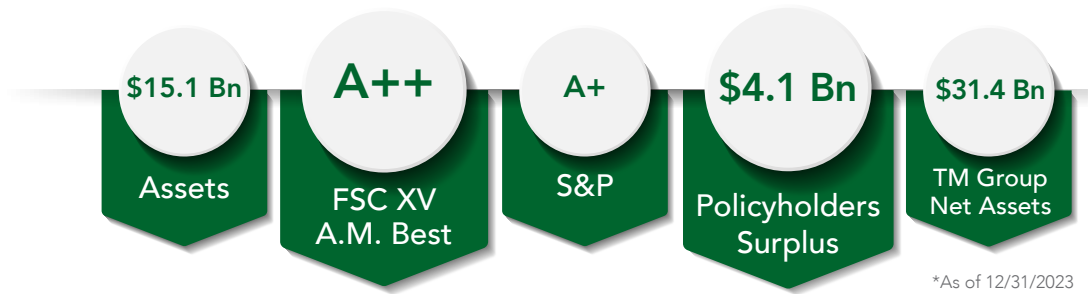 $15.1 Bn
Assets
A++
FSC XV
A.M. Best
A+
S&P
$4.1 Bn
Policyholders
Surplus
$31.4 Bn
TM Group
Net Assets
*As of 12/31/2023